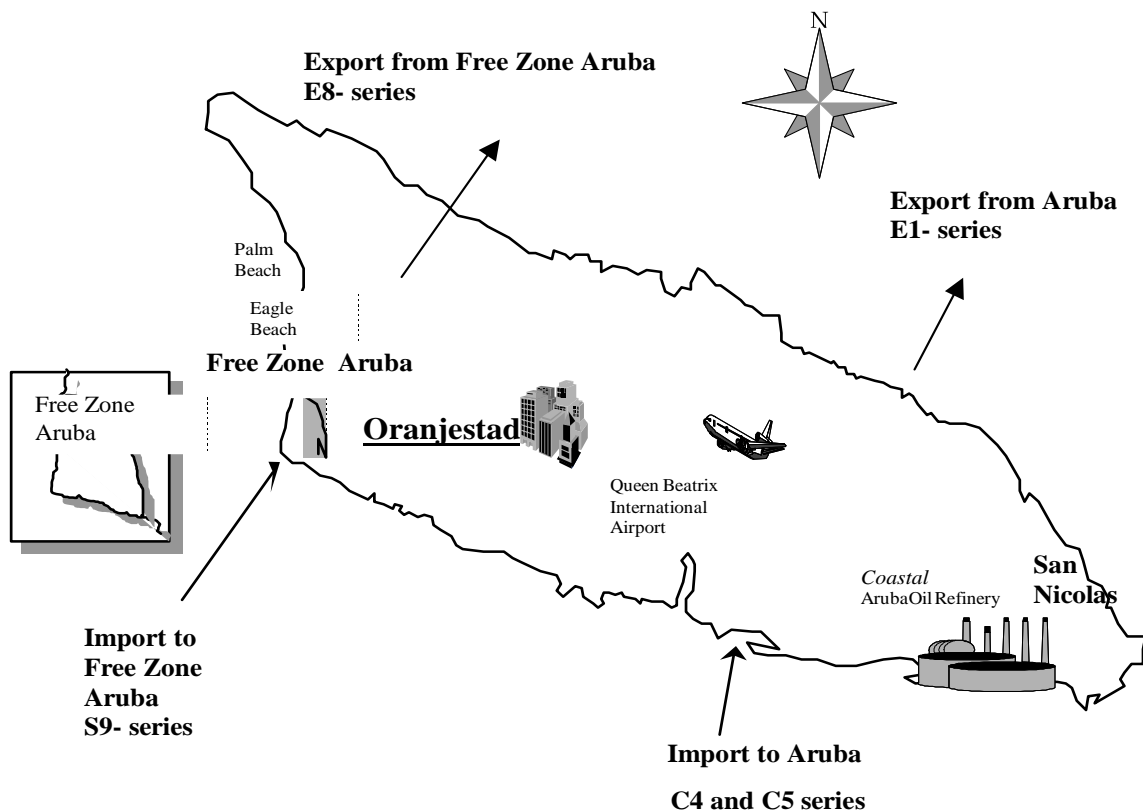 N
Export from Free Zone Aruba
E8- series
Export from Aruba
E1- series
Palm
Beach
Eagle
Beach
Free Zone Aruba
Free Zone
Aruba
Oranjestad
N
Queen Beatrix
International
Airport
Coastal
ArubaOil Refinery
San
Nicolas
Import to
Free Zone
Aruba
S9- series
Import to Aruba
C4 and C5 series